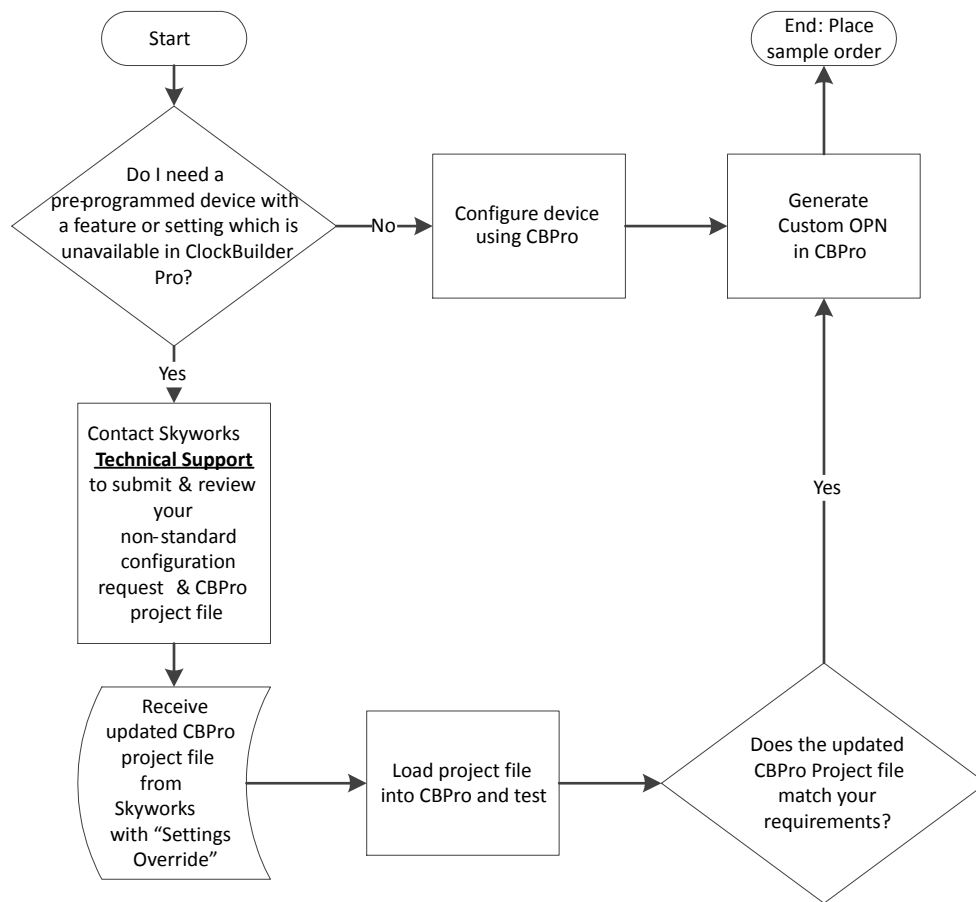 Start
End: Place
sample order
Do I need a
pre-programmed device with
a feature or setting which is
unavailable in ClockBuilder
Pro?
No
Configure device
using CBPro
Generate
Custom OPN
in CBPro
Yes
Contact Skyworks
Technical Support
to submit & review
your
non-standard
configuration
request & CBPro
project file
Yes
Receive
updated CBPro
project file
from
Skyworks
with “Settings
Override”
Load project file
into CBPro and test
Does the updated
CBPro Project file
match your
requirements?